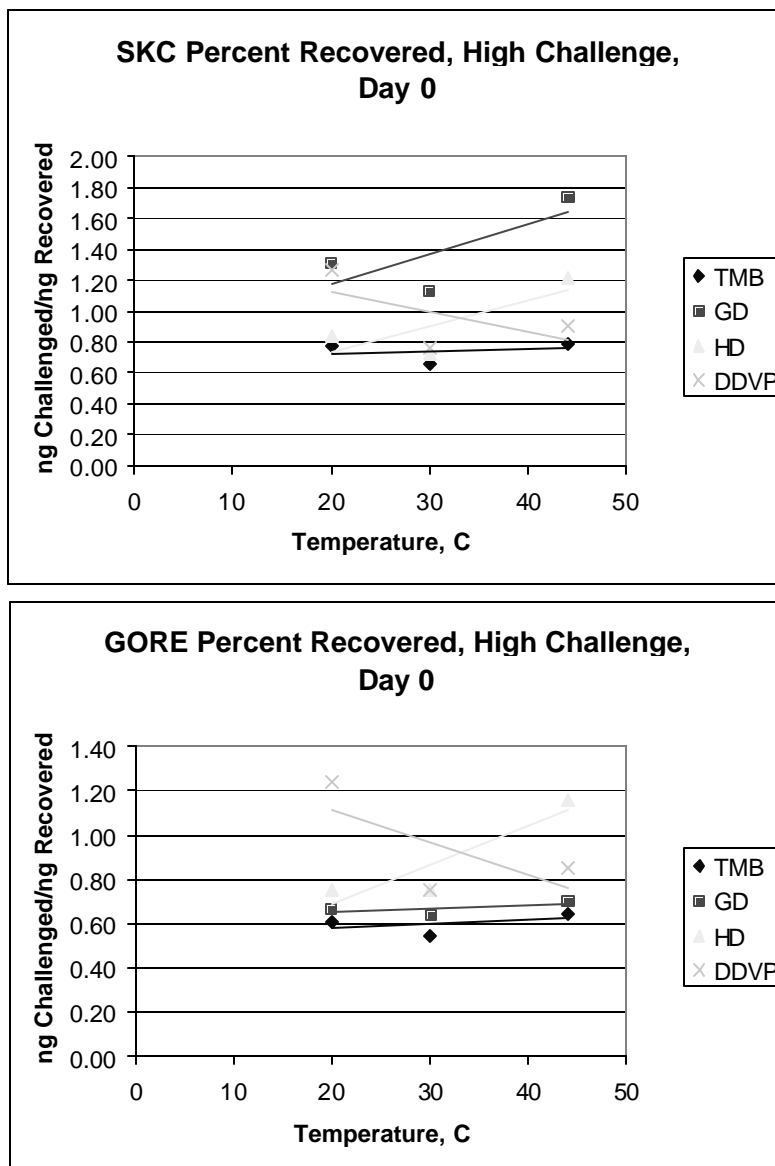 SKC Percent Recovered, High Challenge,
Day 0
ng Challenged/ng Recovered
2.00
1.80
1.60
1.40
1.20
1.00
0.80
0.60
0.40
0.20
0.00
0 10 20 30 40 50
Temperature, C
TMB
GD
HD
DDVP
GORE Percent Recovered, High Challenge,
Day 0
ng Challenged/ng Recovered
1.40
1.20
1.00
0.80
0.60
0.40
0.20
0.00
0 10 20 30 40 50
Temperature, C
TMB
GD
HD
DDVP